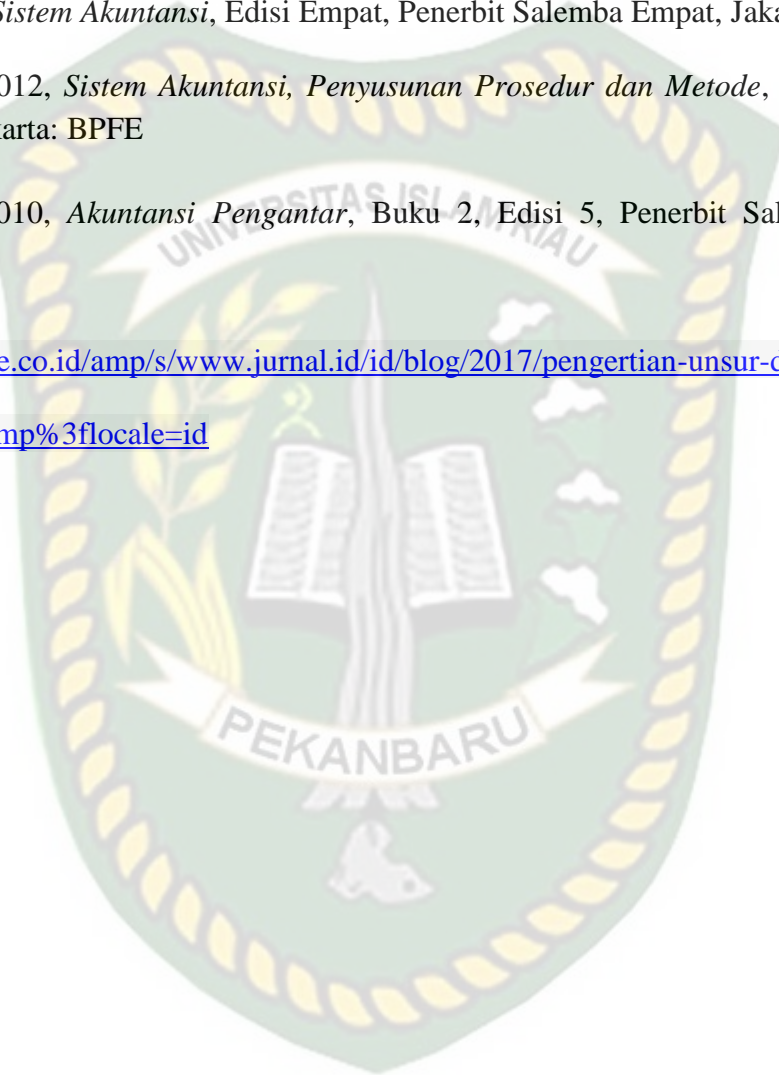 Sistem Akuntansi, Edisi Empat, Penerbit Salemba Empat, Jaka
012, Sistem Akuntansi, Penyusunan Prosedur dan Metode,
karta: BPFE
UNIVERSITAS ISLAM RIAU
010, Akuntansi Pengantar, Buku 2, Edisi 5, Penerbit Sal
e.co.id/amp/s/www.jurnal.id/id/blog/2017/pengertian-unsur-d
mp%3flocale=id
PEKANBARU